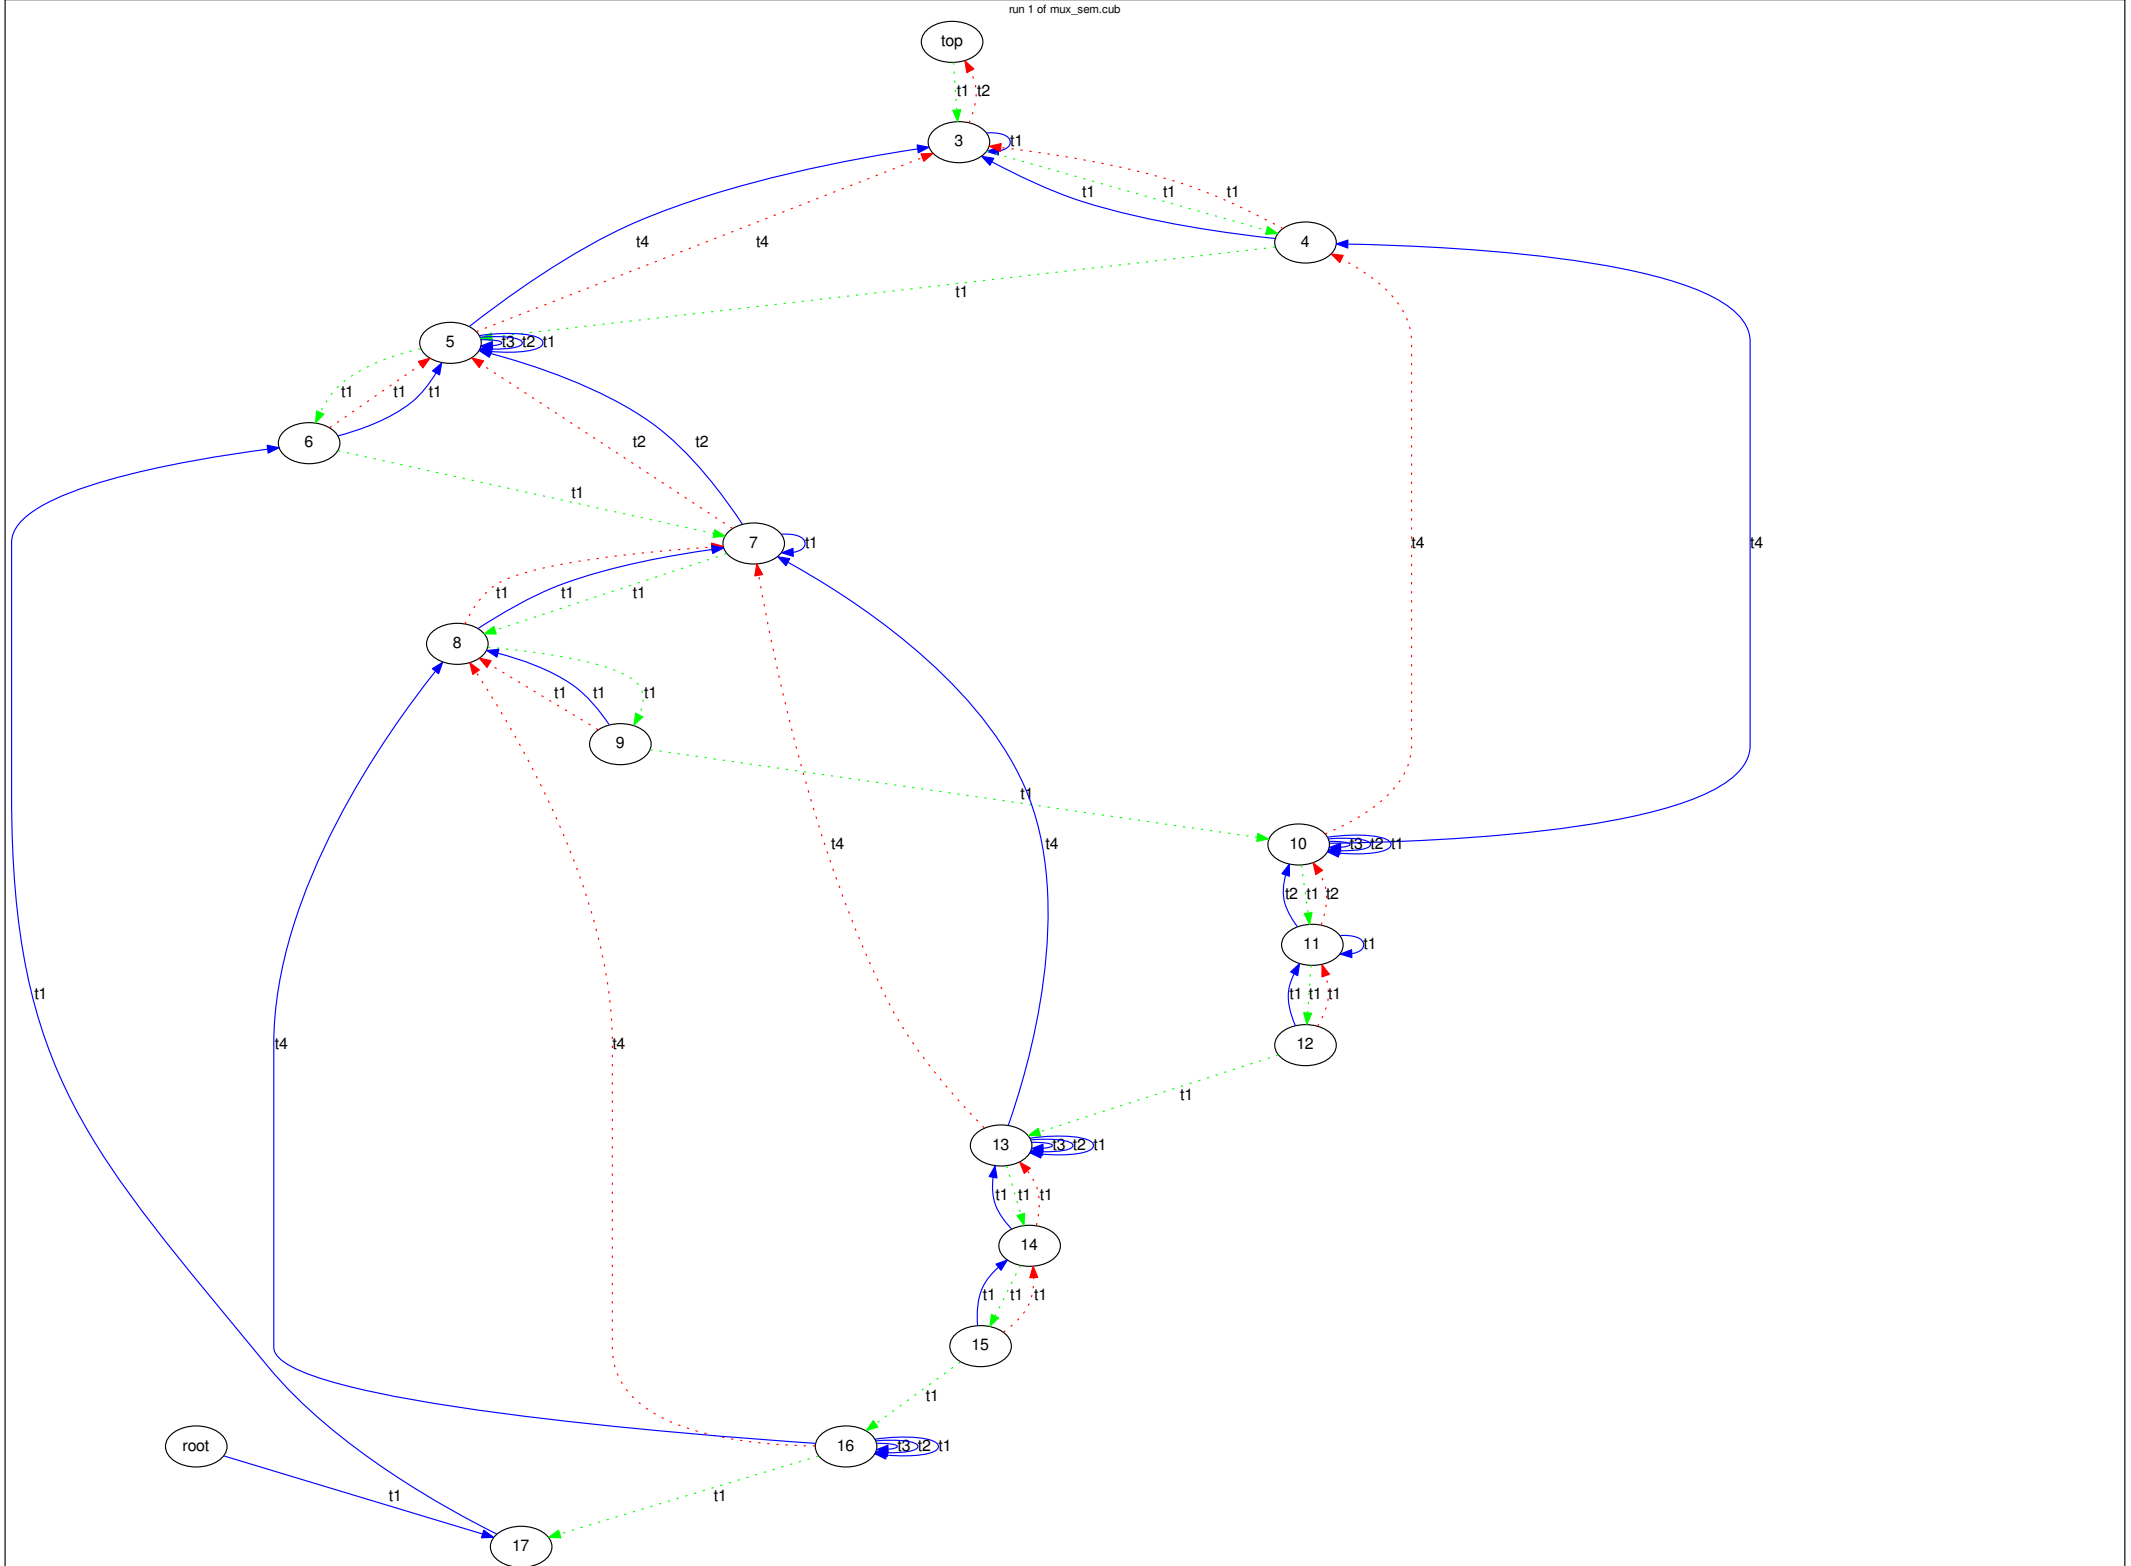 run 1 of mux_sem.cub
top
t1 t2
3 t1
t1 t1 t1
4
t4 t4
t1
5 t3 t2 t1
t1 t1 t1
6
t2 t2
t1
7 t1
t4 t4
t1 t1 t1
8
t1 t1 t1
9
t1
10 t3 t2 t1
t4 t4
t2 t1 t2
11 t1
t1
t1 t1 t1
12
t4 t4
t1
13 t3 t2 t1
t1 t1 t1
14
t1 t1 t1
15
t1
root
16 t3 t2 t1
t1
t1
17